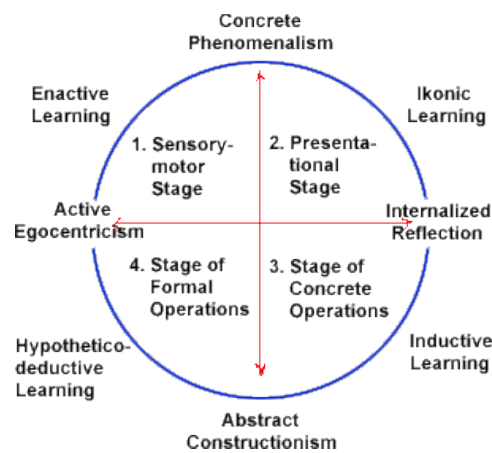 Concrete
Phenomenalism
Enactive
Learning
Ikonic
Learning
1. Sensory-
motor
Stage
2. Presenta-
tional
Stage
Active
Egocentricism
Internalized
Reflection
4. Stage of
Formal
Operations
3. Stage of
Concrete
Operations
Hypothetico-
deductive
Learning
Inductive
Learning
Abstract
Constructionism